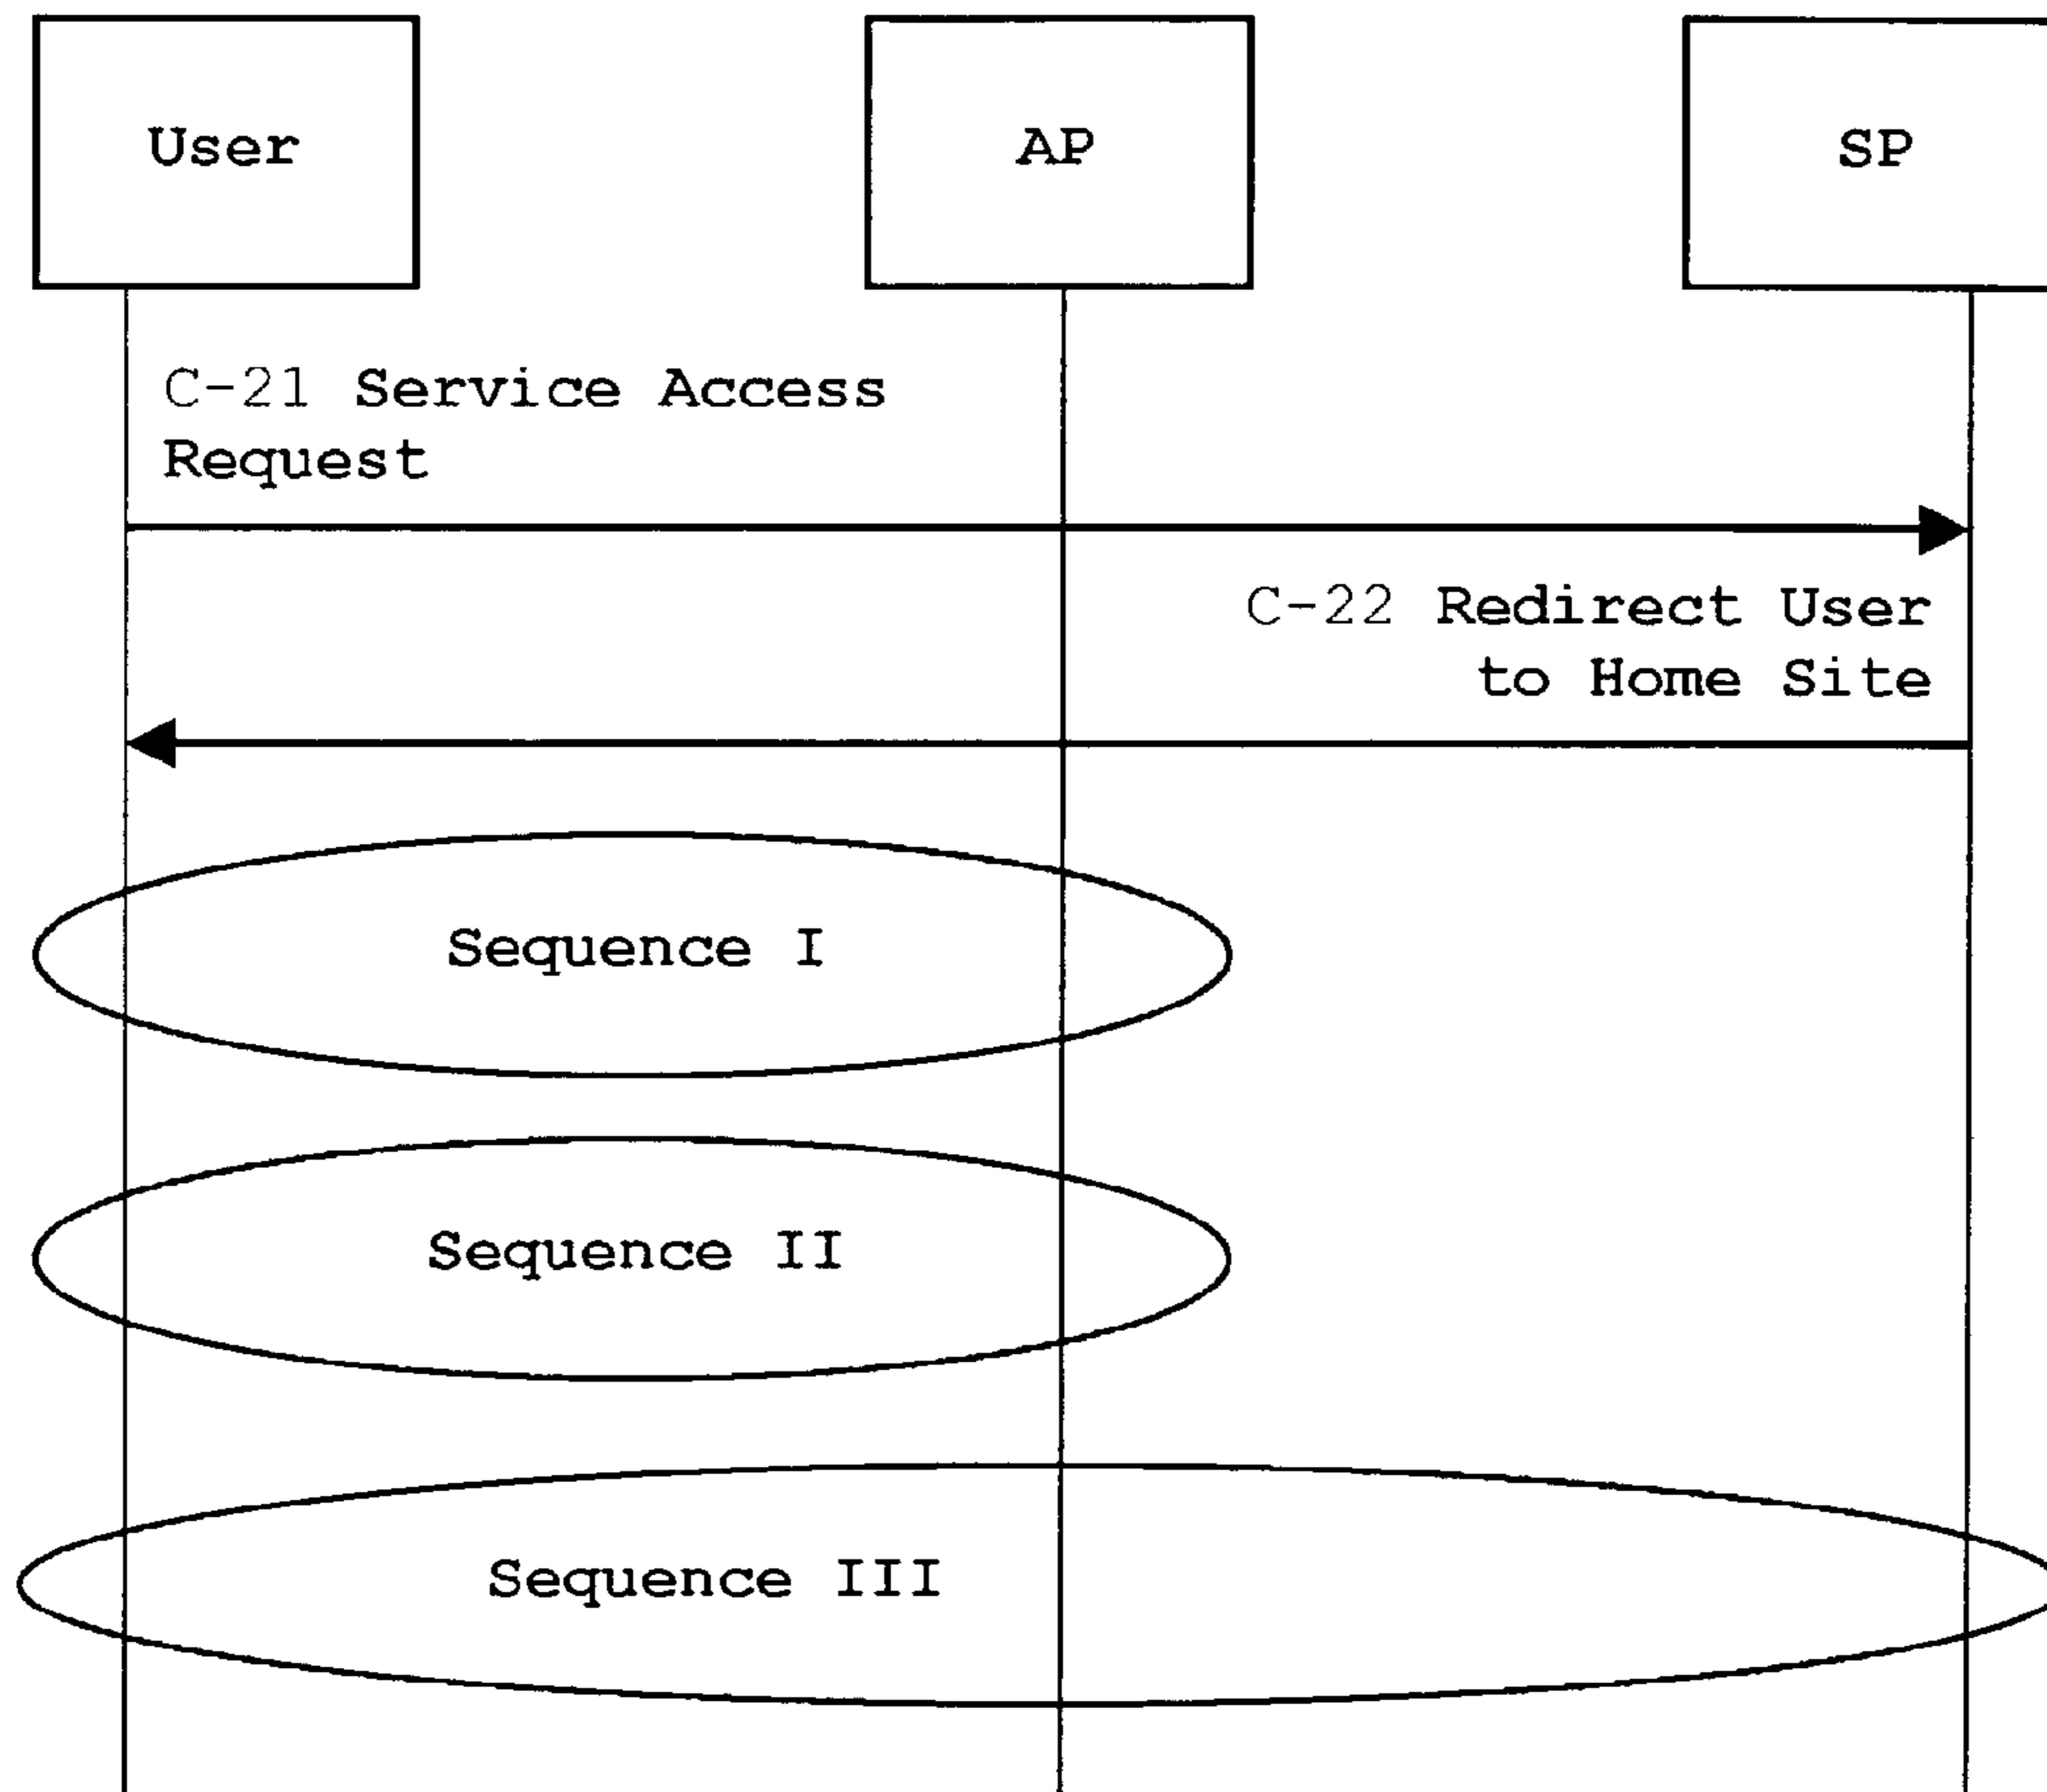 User
AP
SP
C-21 Service Access
Request
C-22 Redirect User
to Home Site
Sequence I
Sequence II
Sequence III